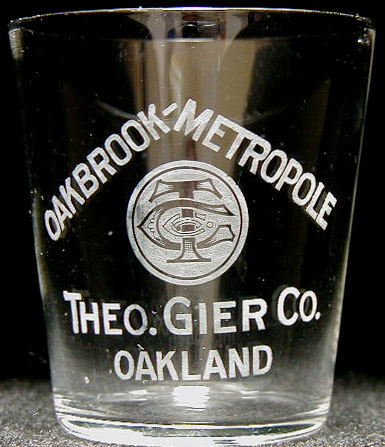 OAKBROOK-METROPOLE
THEO. GIER CO.
OAKLAND